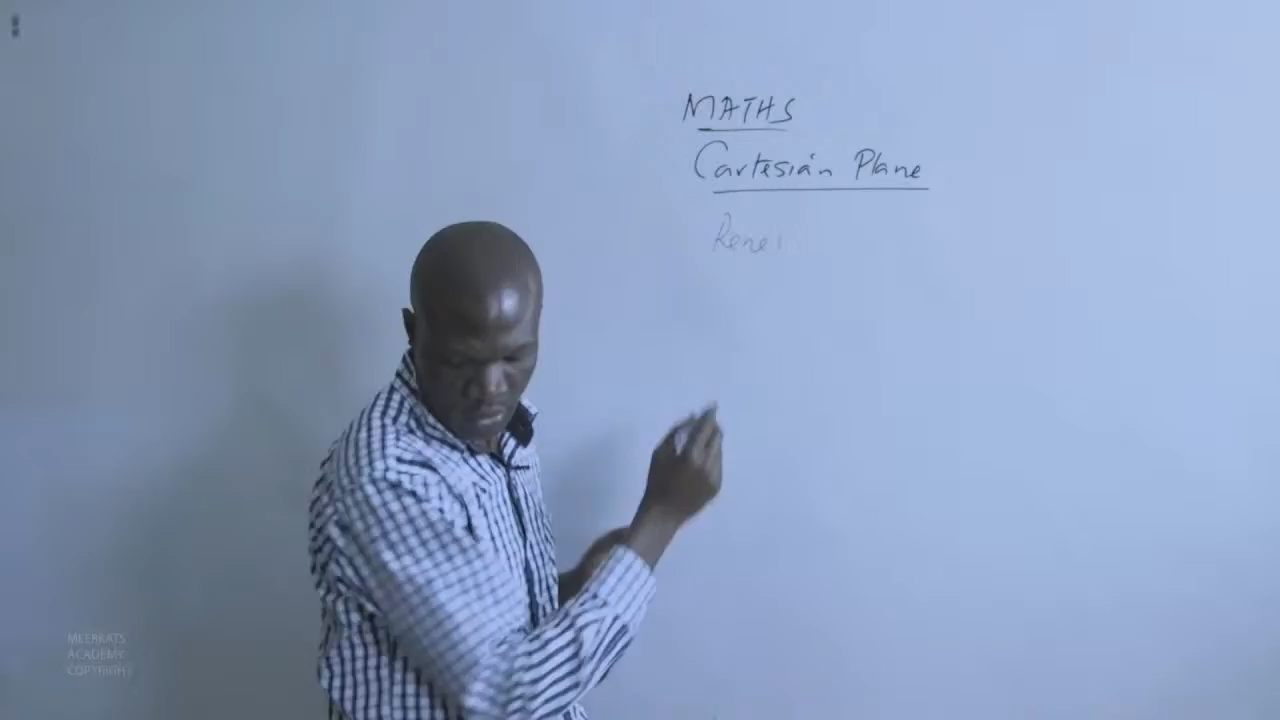 MATHS
Cartesian Plane
Rene
MEERKATS
ACADEMY
COPYRIGHT